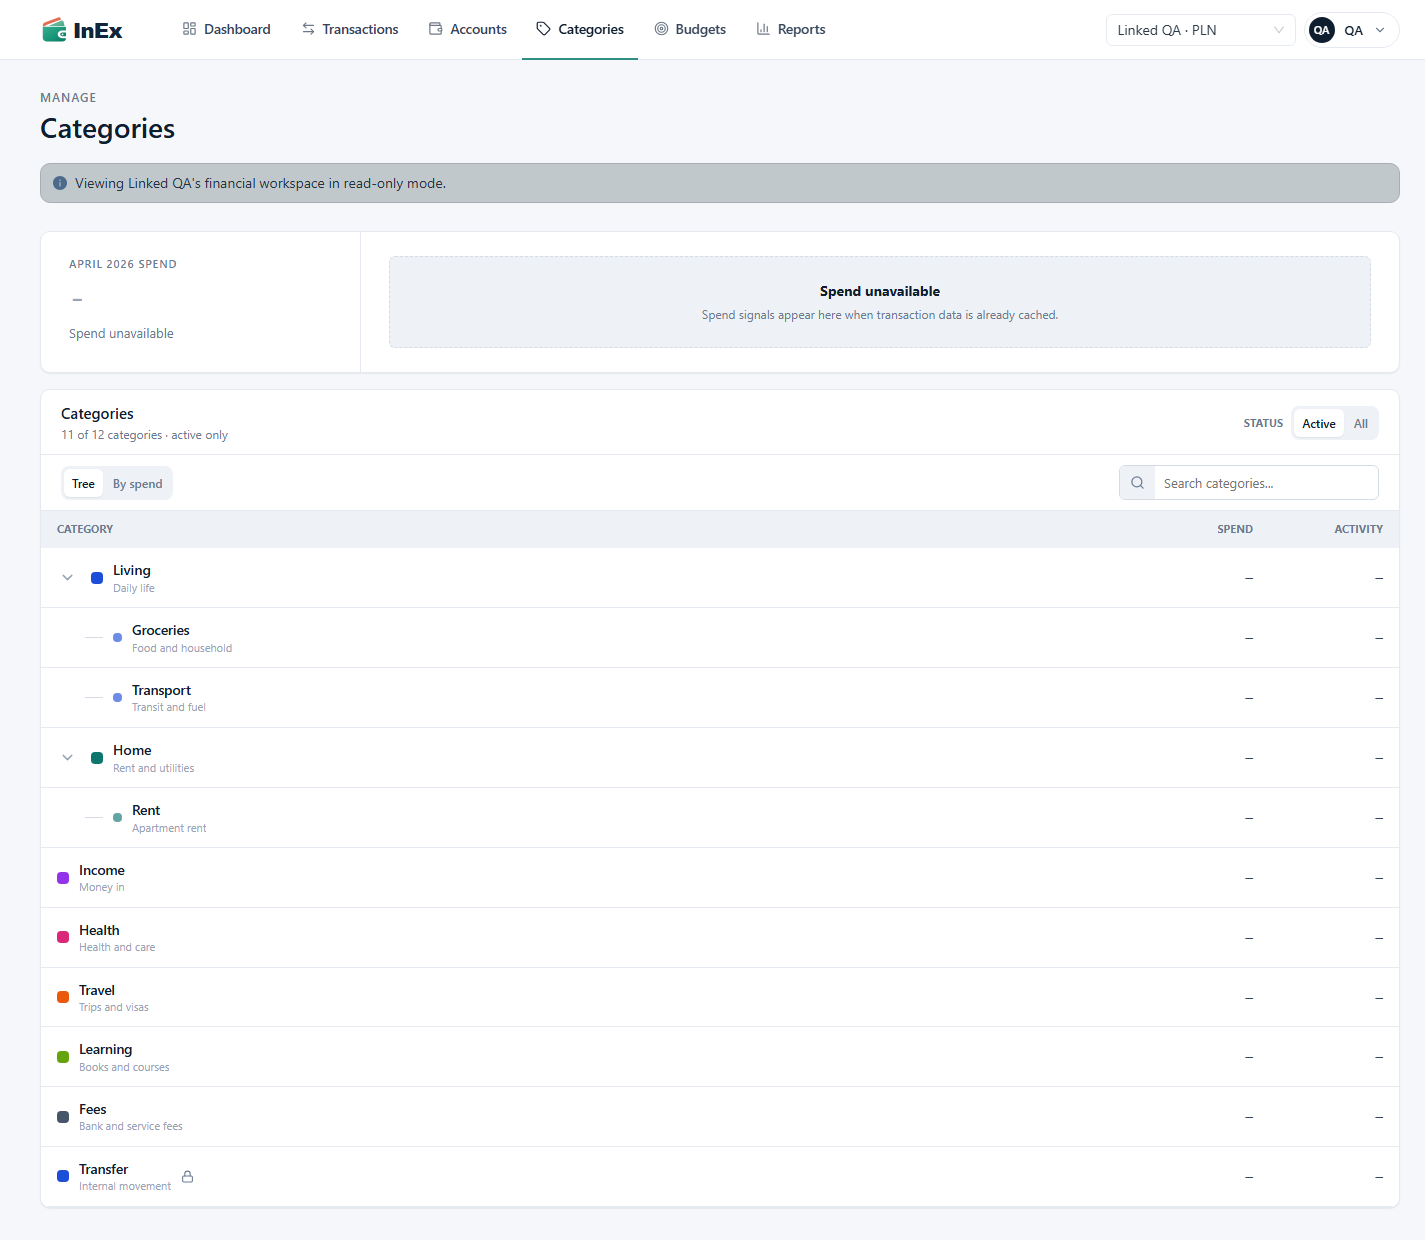 InEx
Dashboard
Transactions
Accounts
Categories
Budgets
Reports
Linked QA · PLN
QA
QA
MANAGE
Categories
Viewing Linked QA's financial workspace in read-only mode.
APRIL 2026 SPEND
–
Spend unavailable
Spend unavailable
Spend signals appear here when transaction data is already cached.
Categories
11 of 12 categories · active only
STATUS
Active
All
Tree
By spend
Search categories...
CATEGORY SPEND ACTIVITY
Living
Daily life
– –
Groceries
Food and household
– –
Transport
Transit and fuel
– –
Home
Rent and utilities
– –
Rent
Apartment rent
– –
Income
Money in
– –
Health
Health and care
– –
Travel
Trips and visas
– –
Learning
Books and courses
– –
Fees
Bank and service fees
– –
Transfer
Internal movement
– –